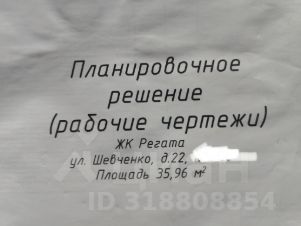 Планировочное
решение
(рабочие чертежи)
ЖК Регата
ул. Шевченко, д.22,
Площадь 35,96 м²
ID 318808854